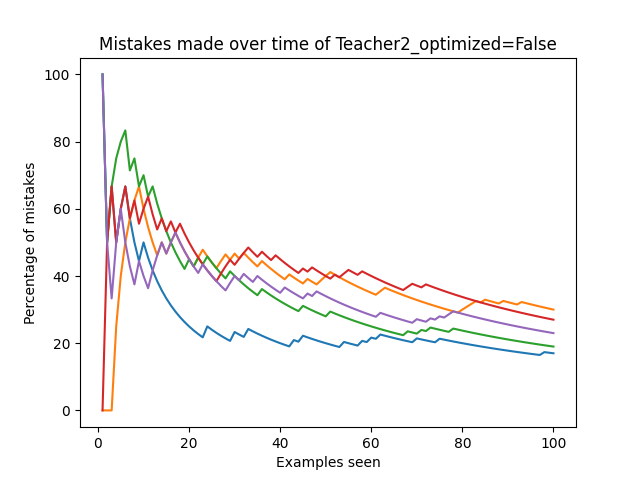 Mistakes made over time of Teacher2_optimized=False
100
80
60
40
20
0
Percentage of mistakes
0 20 40 60 80 100
Examples seen